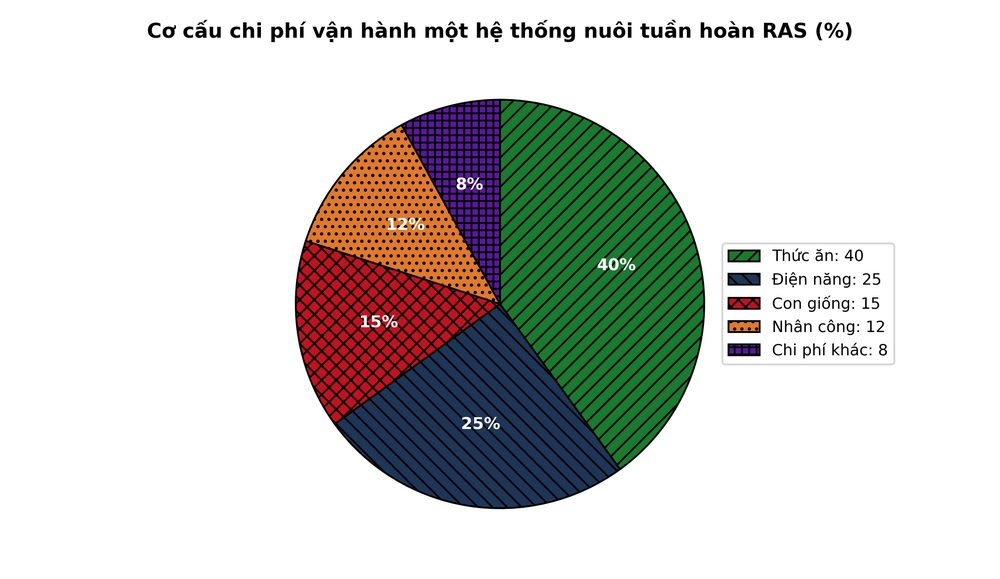 Cơ cấu chi phí vận hành một hệ thống nuôi tuần hoàn RAS (%)
8%
12%
40%
15%
25%
Thức ăn: 40
Điện năng: 25
Con giống: 15
Nhân công: 12
Chi phí khác: 8